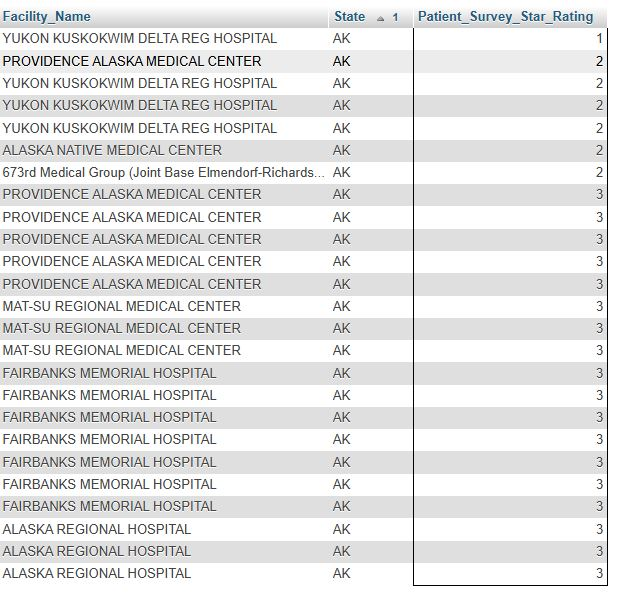 Facility_Name State 1 Patient_Survey_Star_Rating
YUKON KUSKOKWIM DELTA REG HOSPITAL AK 1
PROVIDENCE ALASKA MEDICAL CENTER AK 2
YUKON KUSKOKWIM DELTA REG HOSPITAL AK 2
YUKON KUSKOKWIM DELTA REG HOSPITAL AK 2
YUKON KUSKOKWIM DELTA REG HOSPITAL AK 2
ALASKA NATIVE MEDICAL CENTER AK 2
673rd Medical Group (Joint Base Elmendorf-Richards... AK 2
PROVIDENCE ALASKA MEDICAL CENTER AK 3
PROVIDENCE ALASKA MEDICAL CENTER AK 3
PROVIDENCE ALASKA MEDICAL CENTER AK 3
PROVIDENCE ALASKA MEDICAL CENTER AK 3
PROVIDENCE ALASKA MEDICAL CENTER AK 3
MAT-SU REGIONAL MEDICAL CENTER AK 3
MAT-SU REGIONAL MEDICAL CENTER AK 3
MAT-SU REGIONAL MEDICAL CENTER AK 3
FAIRBANKS MEMORIAL HOSPITAL AK 3
FAIRBANKS MEMORIAL HOSPITAL AK 3
FAIRBANKS MEMORIAL HOSPITAL AK 3
FAIRBANKS MEMORIAL HOSPITAL AK 3
FAIRBANKS MEMORIAL HOSPITAL AK 3
FAIRBANKS MEMORIAL HOSPITAL AK 3
FAIRBANKS MEMORIAL HOSPITAL AK 3
ALASKA REGIONAL HOSPITAL AK 3
ALASKA REGIONAL HOSPITAL AK 3
ALASKA REGIONAL HOSPITAL AK 3